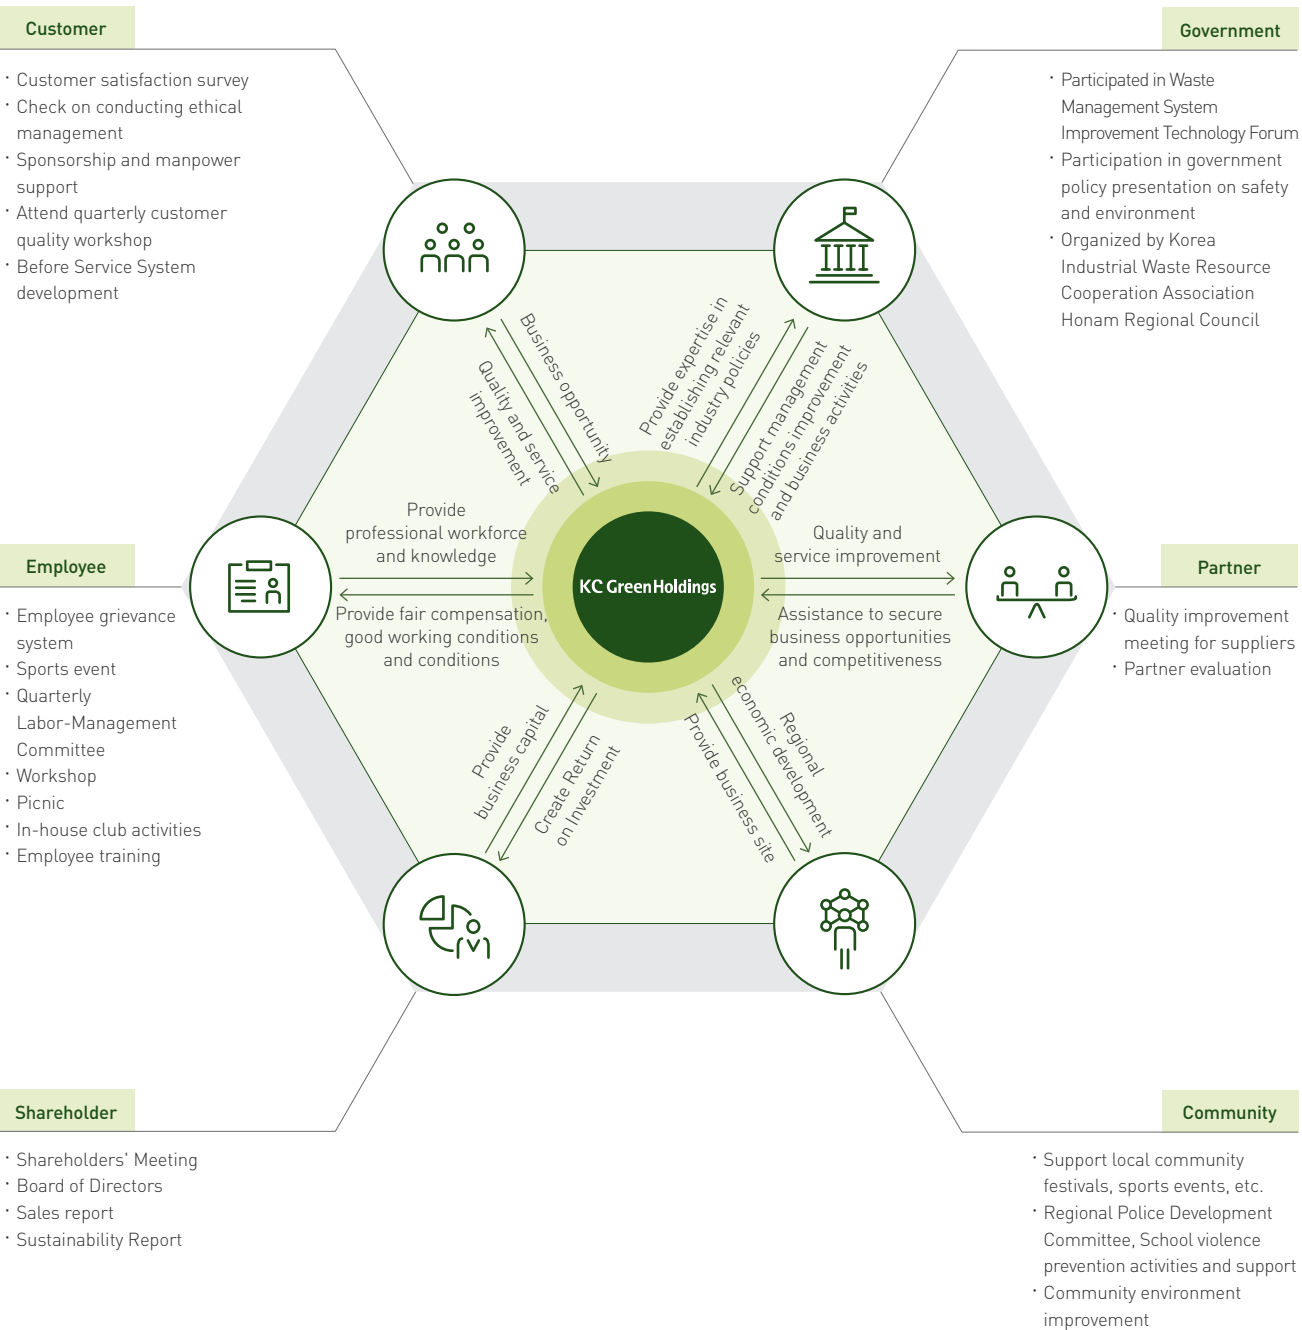 Customer
· Customer satisfaction survey
· Check on conducting ethical
management
· Sponsorship and manpower
support
· Attend quarterly customer
quality workshop
· Before Service System
development
Government
· Participated in Waste
Management System
Improvement Technology Forum
· Participation in government
policy presentation on safety
and environment
· Organized by Korea
Industrial Waste Resource
Cooperation Association
Honam Regional Council
Business opportunity
Quality and service
improvement
Provide expertise in
establishing relevant
industry policies
Support management
conditions improvement
and business activities
Provide
professional workforce
and knowledge
Provide fair compensation,
good working conditions
and conditions
KC GreenHoldings
Quality and
service improvement
Assistance to secure
business opportunities
and competitiveness
Employee
· Employee grievance
system
· Sports event
· Quarterly
Labor-Management
Committee
· Workshop
· Picnic
· In-house club activities
· Employee training
Partner
· Quality improvement
meeting for suppliers
· Partner evaluation
Provide
business capital
Create Return
on Investment
Regional
economic development
Provide business site
Shareholder
· Shareholders' Meeting
· Board of Directors
· Sales report
· Sustainability Report
Community
· Support local community
festivals, sports events, etc.
· Regional Police Development
Committee, School violence
prevention activities and support
· Community environment
improvement